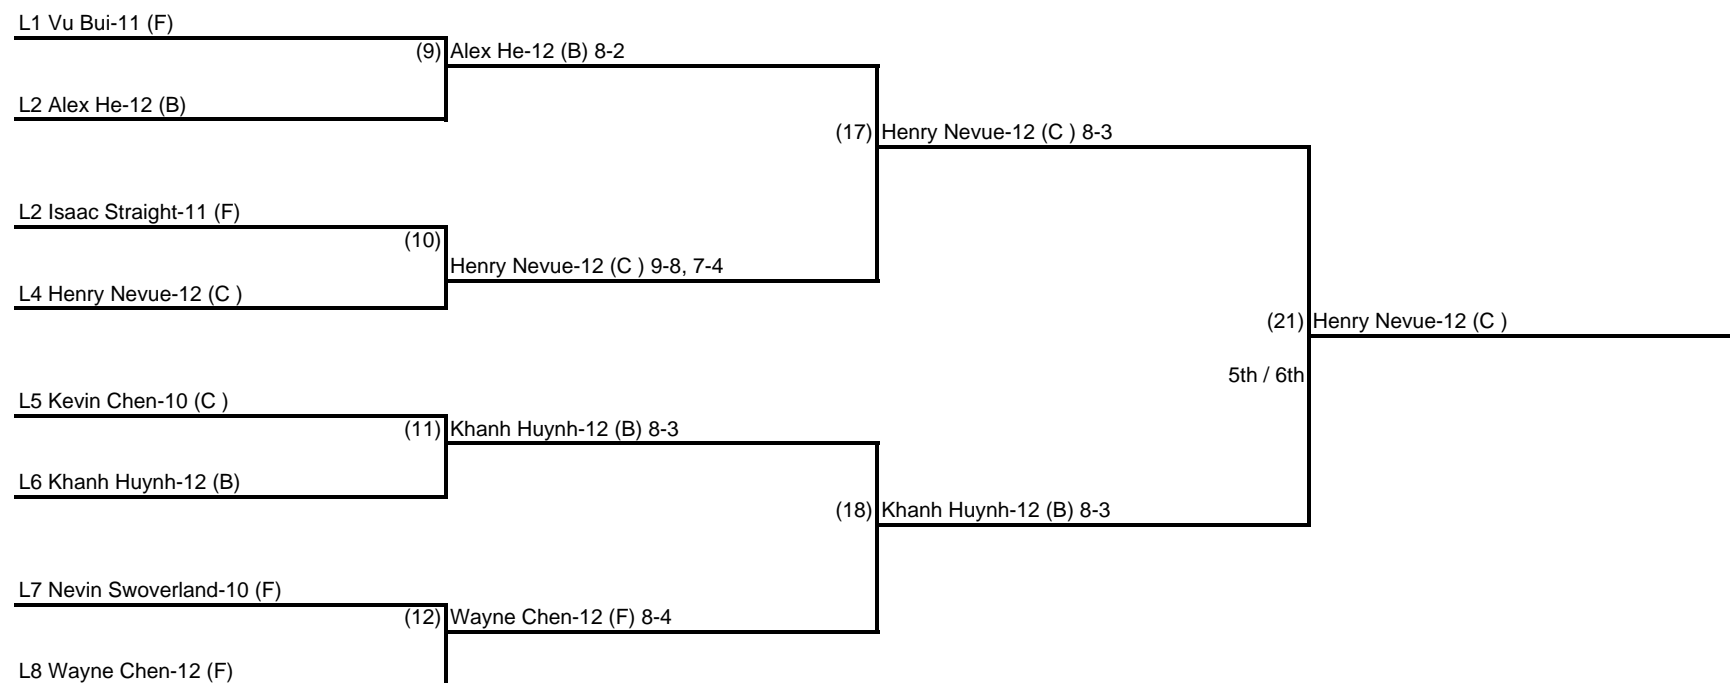 L1 Vu Bui-11 (F)
(9) Alex He-12 (B) 8-2
L2 Alex He-12 (B)
(17) Henry Nevue-12 (C ) 8-3
L2 Isaac Straight-11 (F)
(10)
Henry Nevue-12 (C ) 9-8, 7-4
L4 Henry Nevue-12 (C )
(21) Henry Nevue-12 (C )
5th / 6th
L5 Kevin Chen-10 (C )
(11) Khanh Huynh-12 (B) 8-3
L6 Khanh Huynh-12 (B)
(18) Khanh Huynh-12 (B) 8-3
L7 Nevin Swoverland-10 (F)
(12) Wayne Chen-12 (F) 8-4
L8 Wayne Chen-12 (F)